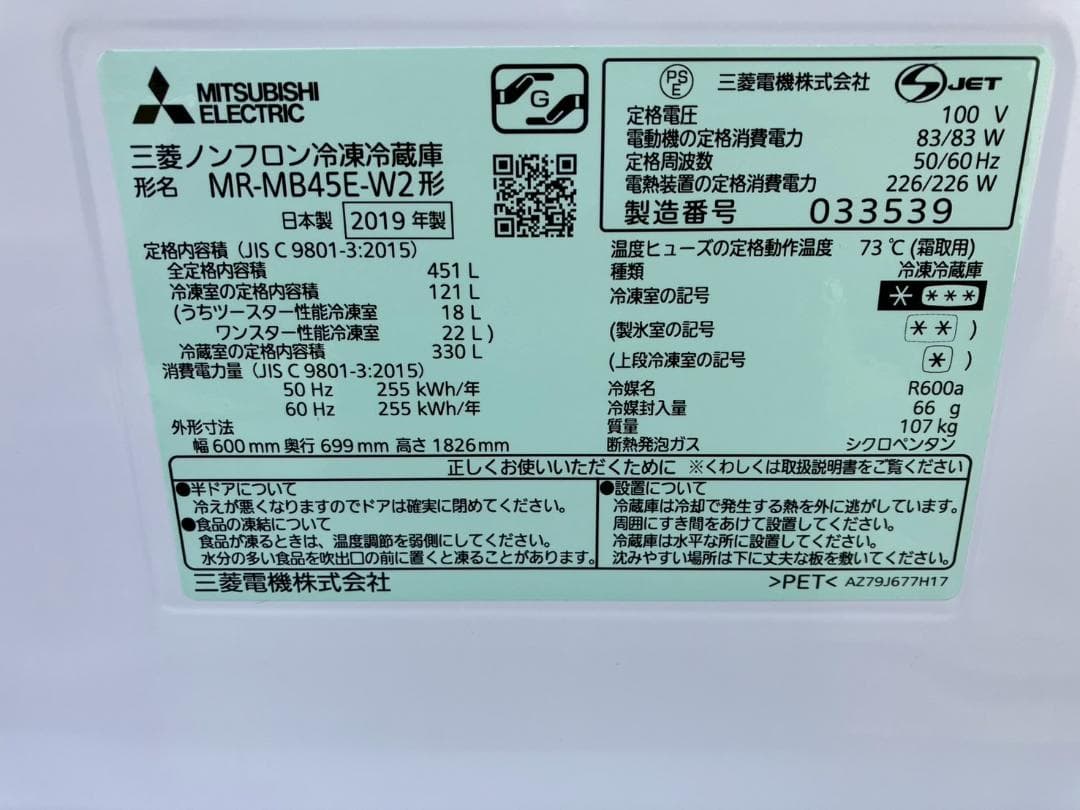 MITSUBISHI
ELECTRIC
G
三菱ノンフロン冷凍冷蔵庫
形名 MR-MB45E-W2形
日本製 2019年製
定格内容積 (JIS C 9801-3:2015)
全定格内容積 451 L
冷凍室の定格内容積 121 L
(うちツースター性能冷凍室 18 L
ワンスター性能冷凍室 22 L)
冷蔵室の定格内容積 330 L
消費電力量 (JIS C 9801-3:2015)
50 Hz 255 kWh/年
60 Hz 255 kWh/年
外形寸法
幅 600 mm 奥行 699 mm 高さ 1826 mm
PS
E 三菱電機株式会社 JET
定格電圧 100 V
電動機の定格消費電力 83/83 W
定格周波数 50/60 Hz
電熱装置の定格消費電力 226/226 W
製造番号 033539
温度ヒューズの定格動作温度 73 ℃ (霜取用)
種類 冷凍冷蔵庫
冷凍室の記号 * ***
(製氷室の記号 ** )
(上段冷凍室の記号 * )
冷媒名 R600a
冷媒封入量 66 g
質量 107 kg
断熱発泡ガス シクロペンタン
正しくお使いいただくために ※くわしくは取扱説明書をご覧ください
●半ドアについて
冷えが悪くなりますのでドアは確実に閉めてください。
●食品の凍結について
食品が凍るときは、温度調節を弱側にしてください。
水分の多い食品を吹出口の前に置くと凍ることがあります。
●設置について
冷蔵庫は冷却で発生する熱を外に逃がしています。
周囲にすき間をあけて設置してください。
冷蔵庫は水平な所に設置してください。
沈みやすい場所は下に丈夫な板を敷いてください。
三菱電機株式会社
>PET< AZ79J677H17